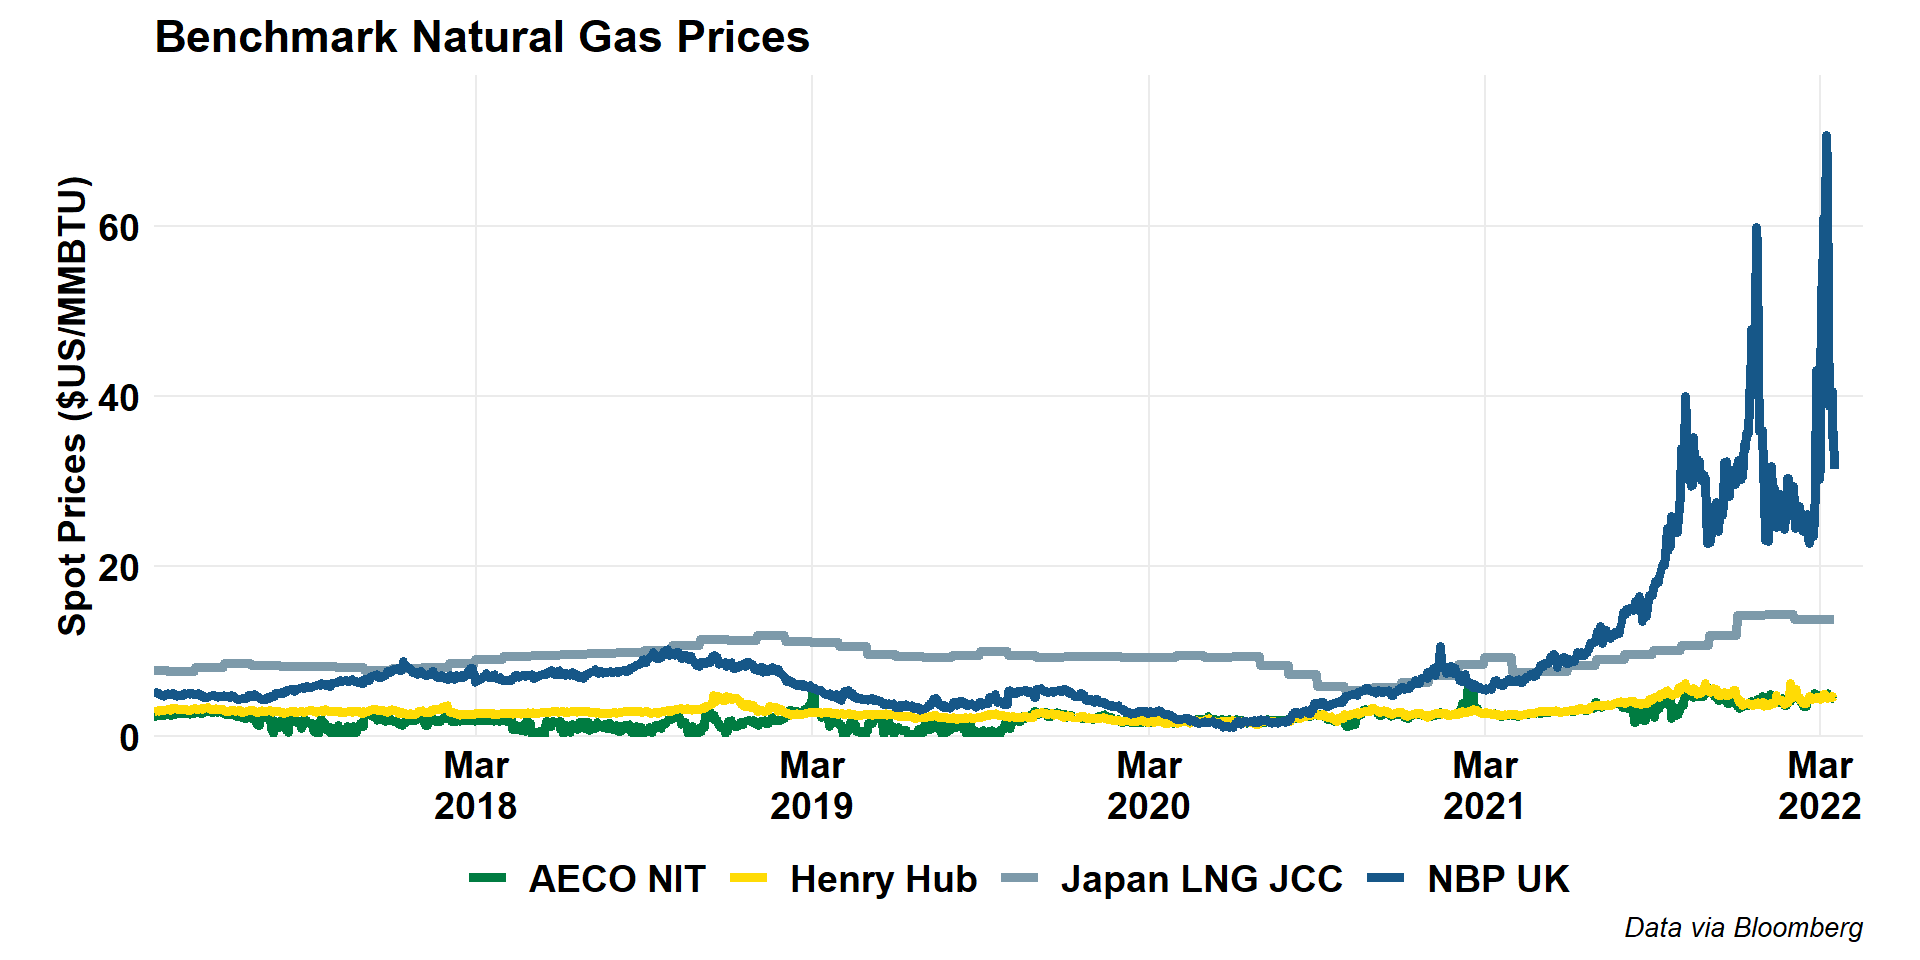 Benchmark Natural Gas Prices
Spot Prices ($US/MMBTU)
60
40
20
0
Mar
2018
Mar
2019
Mar
2020
Mar
2021
Mar
2022
AECO NIT
Henry Hub
Japan LNG JCC
NBP UK
Data via Bloomberg